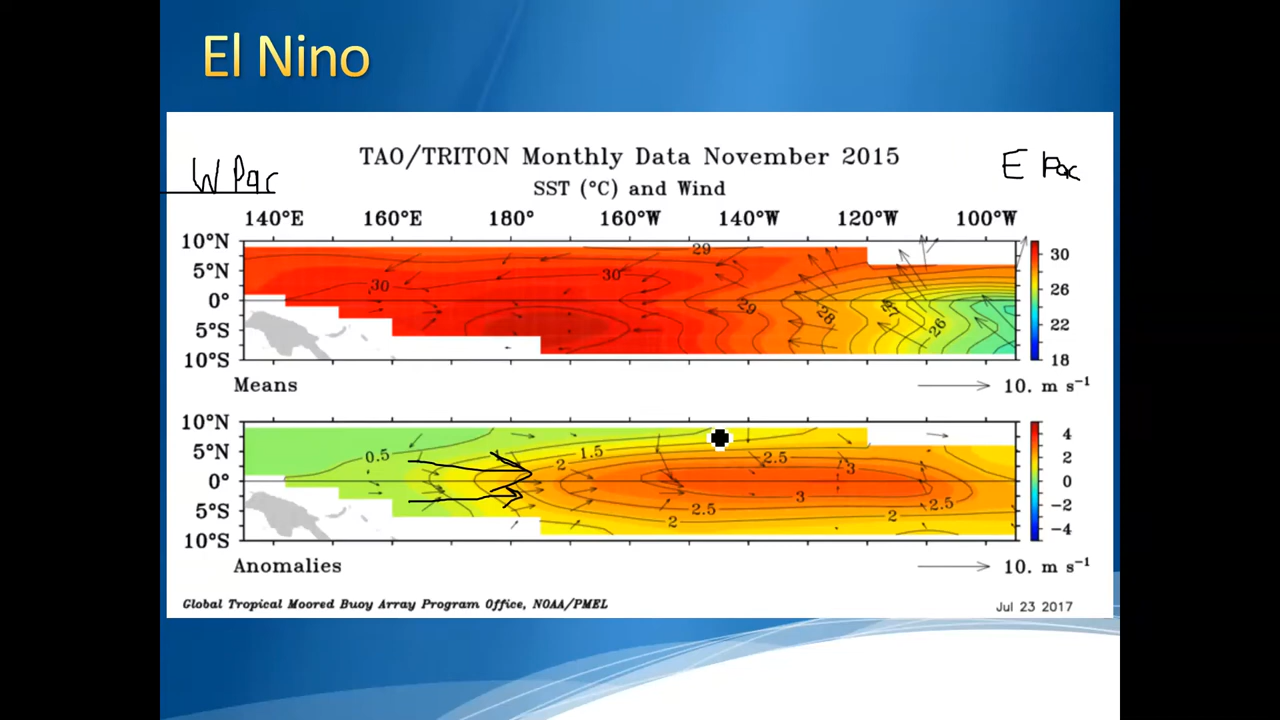 El Nino
TAO/TRITON Monthly Data November 2015
W Pac
E Pac
SST (°C) and Wind
140°E 160°E 180° 160°W 140°W 120°W 100°W
10°N
5°N
0°
5°S
10°S
29
30
30
29
28
27
26
30
26
22
18
Means
10. m s⁻¹
10°N
5°N
0°
5°S
10°S
0.5
1.5
2
2.5
3
3
2.5
2
2
2.5
4
2
0
−2
−4
Anomalies
10. m s⁻¹
Global Tropical Moored Buoy Array Program Office, NOAA/PMEL
Jul 23 2017